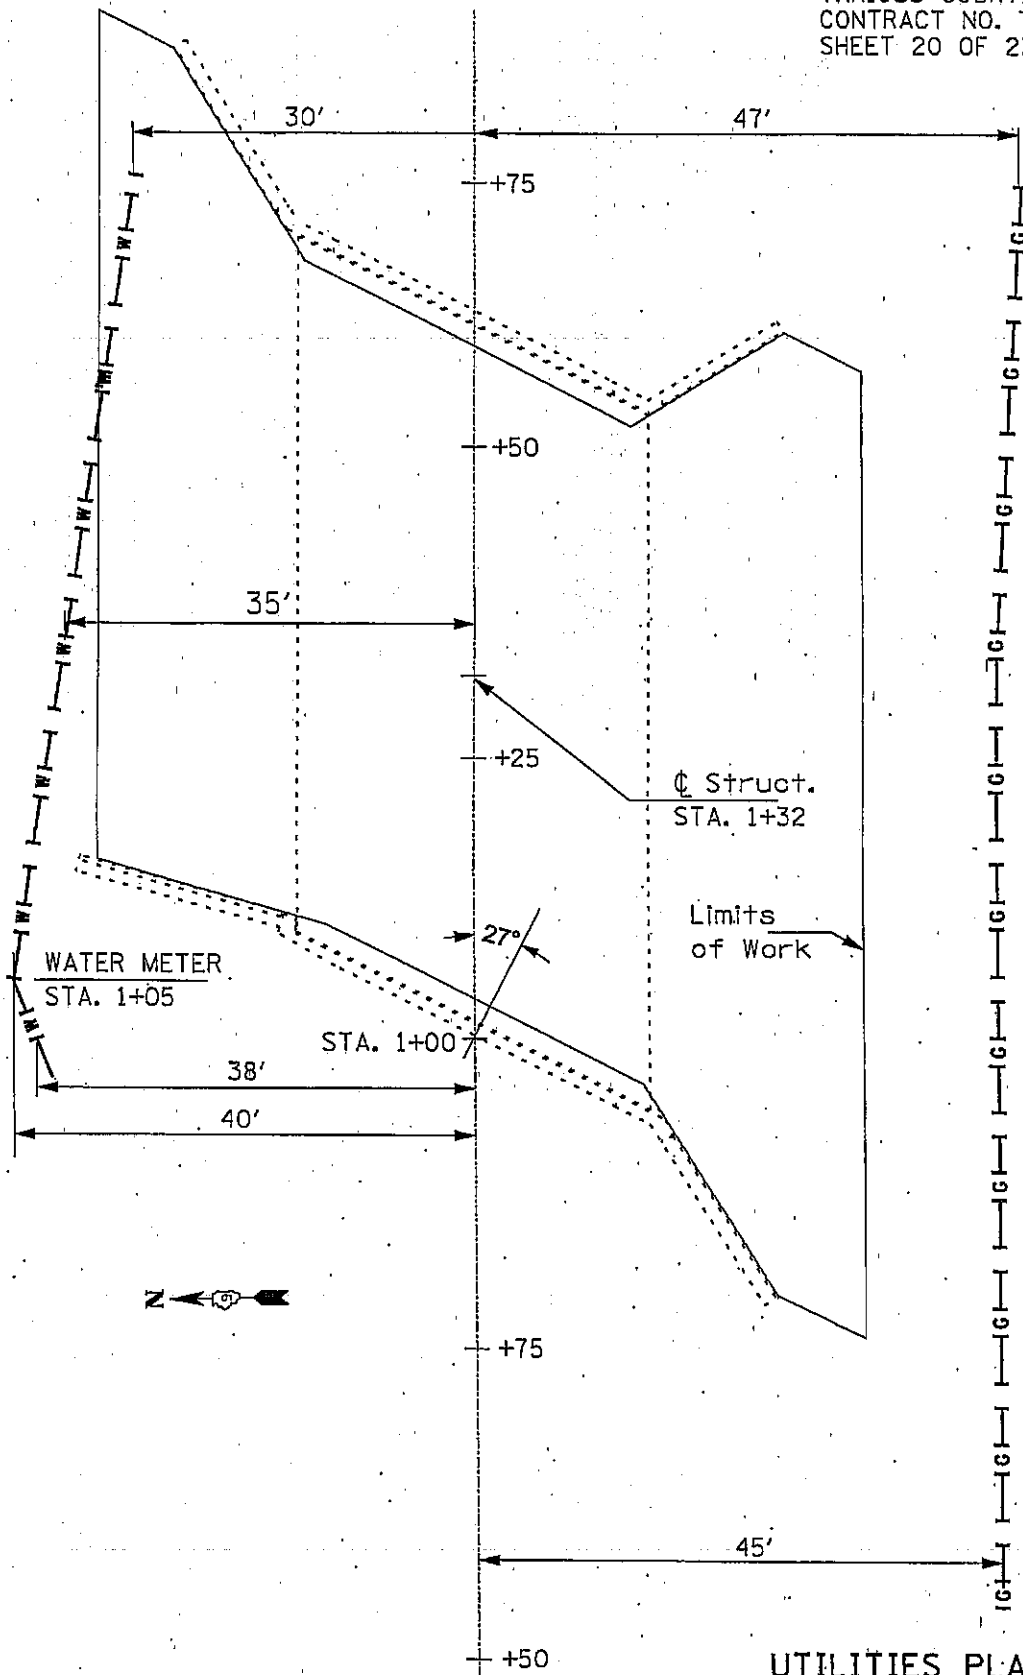 CONTRACT NO.
SHEET 20 OF
30'
47'
+75
W
G
G
W
+50
W
G
35'
W
G
G
+25
W
₵ Struct.
STA. 1+32
W
Limits
of Work
G
27°
WATER METER
STA. 1+05
W
STA. 1+00
G
38'
40'
G
N
G
+75
G
45'
G
+50
UTILITIES